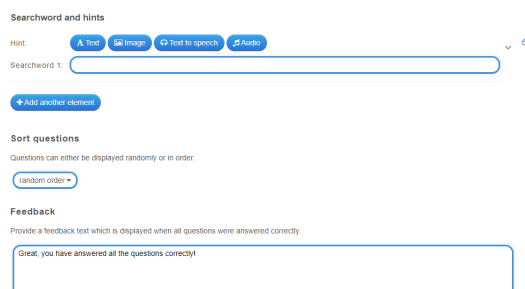 Searchword and hints
Hint: Text Image Text to speech Audio
Searchword 1:
Add another element
Sort questions
Questions can either be displayed randomly or in order.
random order
Feedback
Provide a feedback text which is displayed when all questions were answered correctly.
Great, you have answered all the questions correctly!